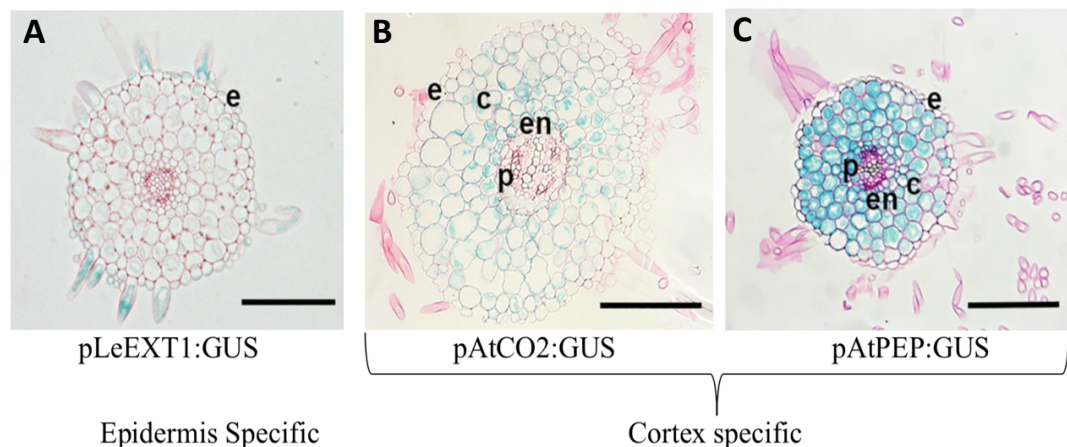 A
B
C
e
e
c
en
p
e
p
c
en
pLeEXT1:GUS
pAtCO2:GUS
pAtPEP:GUS
Epidermis Specific
Cortex specific